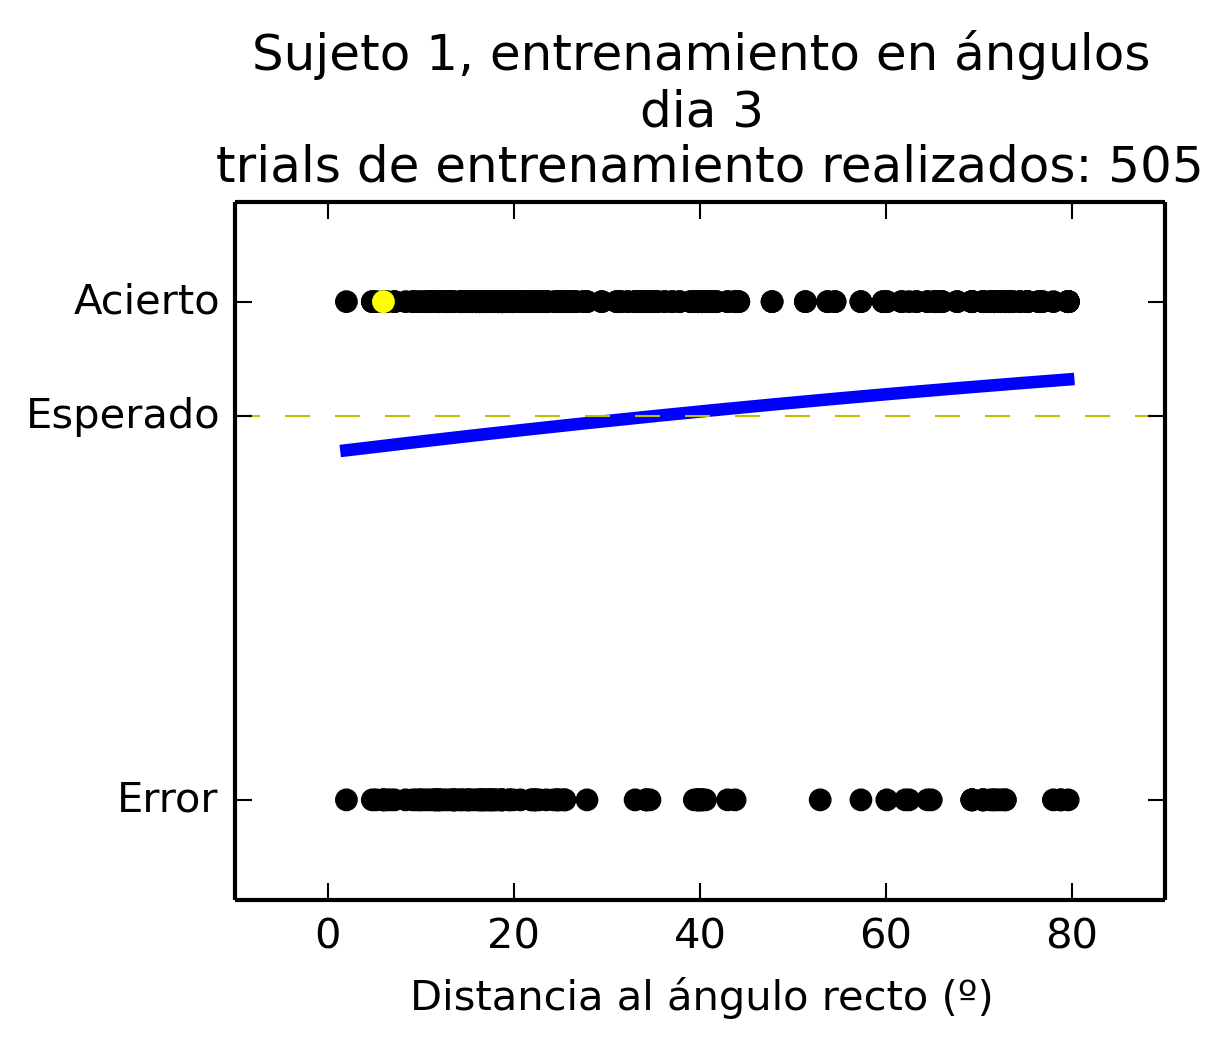 Sujeto 1, entrenamiento en ángulos
dia 3
trials de entrenamiento realizados: 505
Acierto
Esperado
Error
0 20 40 60 80
Distancia al ángulo recto (º)